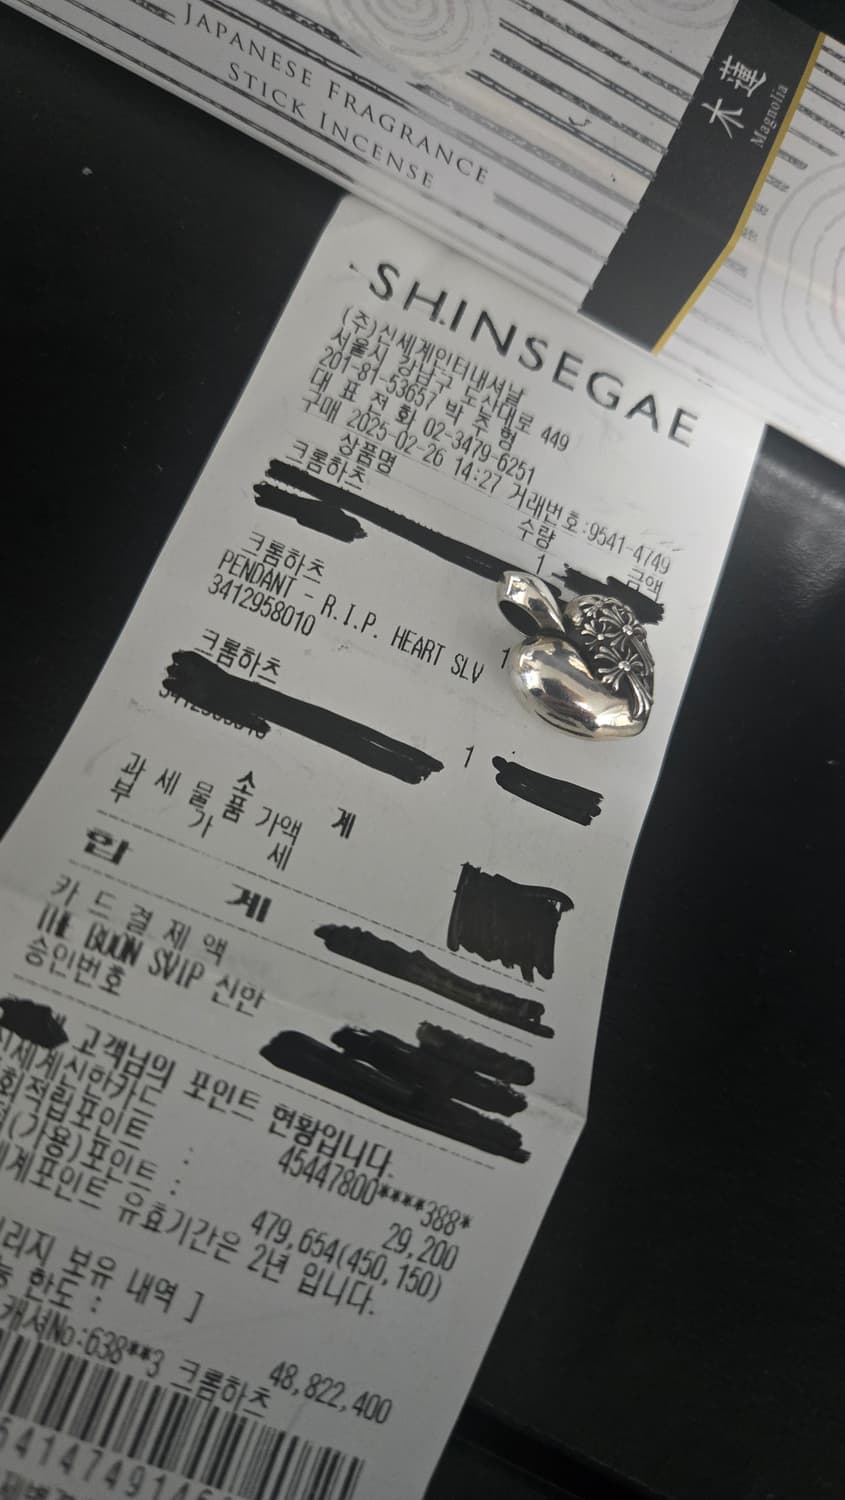 JAPANESE FRAGRANCE
STICK INCENSE
木蓮
Magnolia
SHINSEGAE
(주)신세계인터내셔날
서울시 강남구 도산대로 449
201-81-53657 박 주 형
대 표 전 화 02-3479-6251
구매 2025-02-26 14:27 거래번호:9541-4749
상품명 수량 금액
크롬하츠
1
크롬하츠
PENDANT - R.I.P. HEART SLV 1
3412958010
크롬하츠
1
소 계
과 세 물 품 가액
부 가 세
합 계
카 드 결 제 액
THE BOON SVIP 신한
승인번호
고객님의 포인트 현황입니다.
신세계신한카드 45447800****388*
회적립포인트 : 29,200
(가용)포인트 : 479,654(450,150)
계포인트 유효기간은 2년 입니다.
리지 보유 내역 ]
능 한도 : 48,822,400
캐셔No:638**3 크롬하츠